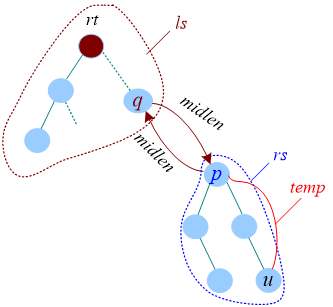 rt
ls
q
midlen
midlen
rs
p
temp
u